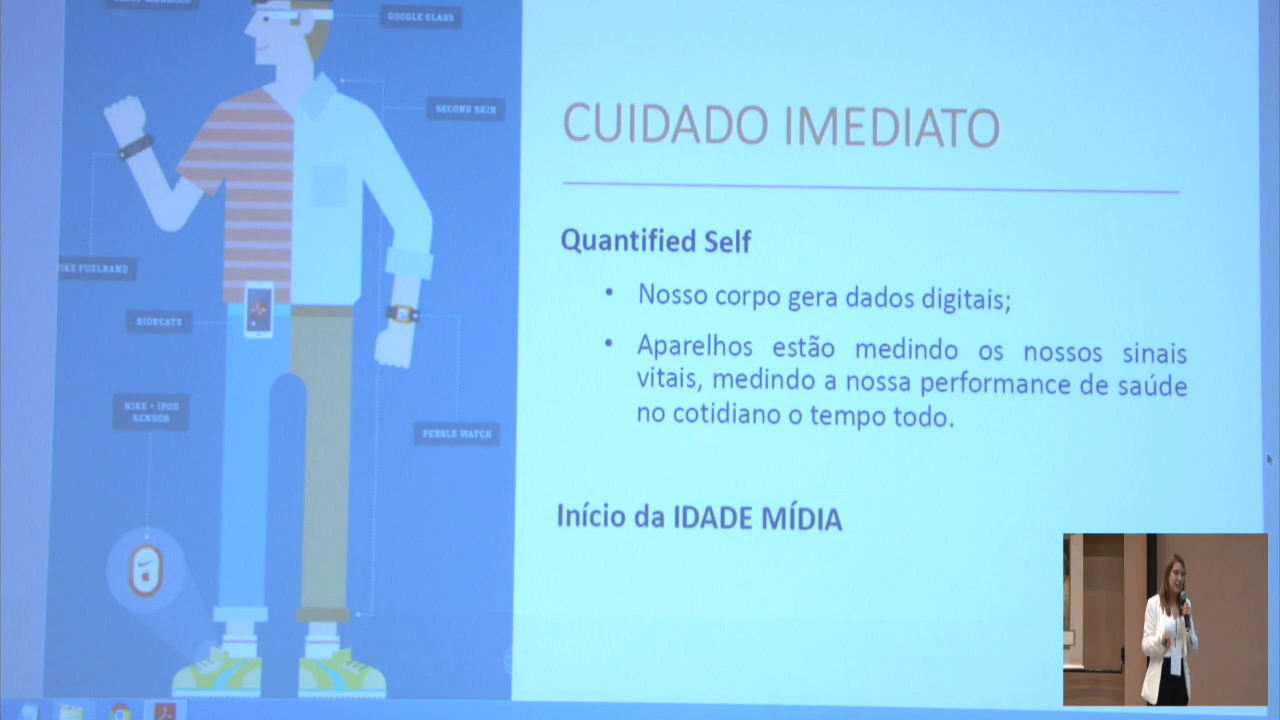 GOOGLE GLASS
SECOND SKIN
NIKE FUELBAND
BIOBEATS
NIKE + IPOD
SENSOR
PEBBLE WATCH
CUIDADO IMEDIATO
Quantified Self
• Nosso corpo gera dados digitais;
• Aparelhos estão medindo os nossos sinais
vitais, medindo a nossa performance de saúde
no cotidiano o tempo todo.
Início da IDADE MÍDIA